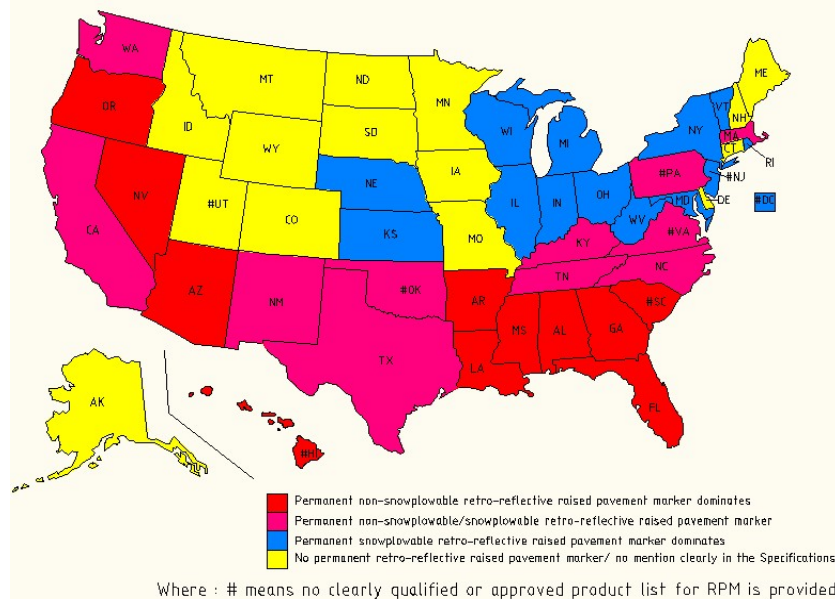 WA
OR
CA
NV
ID
MT
WY
#UT
AZ
CO
NM
ND
SD
NE
KS
#OK
TX
MN
IA
MO
AR
LA
WI
IL
MI
IN
OH
KY
TN
MS
AL
GA
FL
#SC
NC
#VA
WV
MD
#PA
NY
VT
NH
ME
MA
CT
RI
#NJ
DE
#DC
AK
#HI
Permanent non-snowplowable retro-reflective raised pavement marker dominates
Permanent non-snowplowable/snowplowable retro-reflective raised pavement marker
Permanent snowplowable retro-reflective raised pavement marker dominates
No permanent retro-reflective raised pavement marker/ no mention clearly in the Specifications
Where : # means no clearly qualified or approved product list for RPM is provided